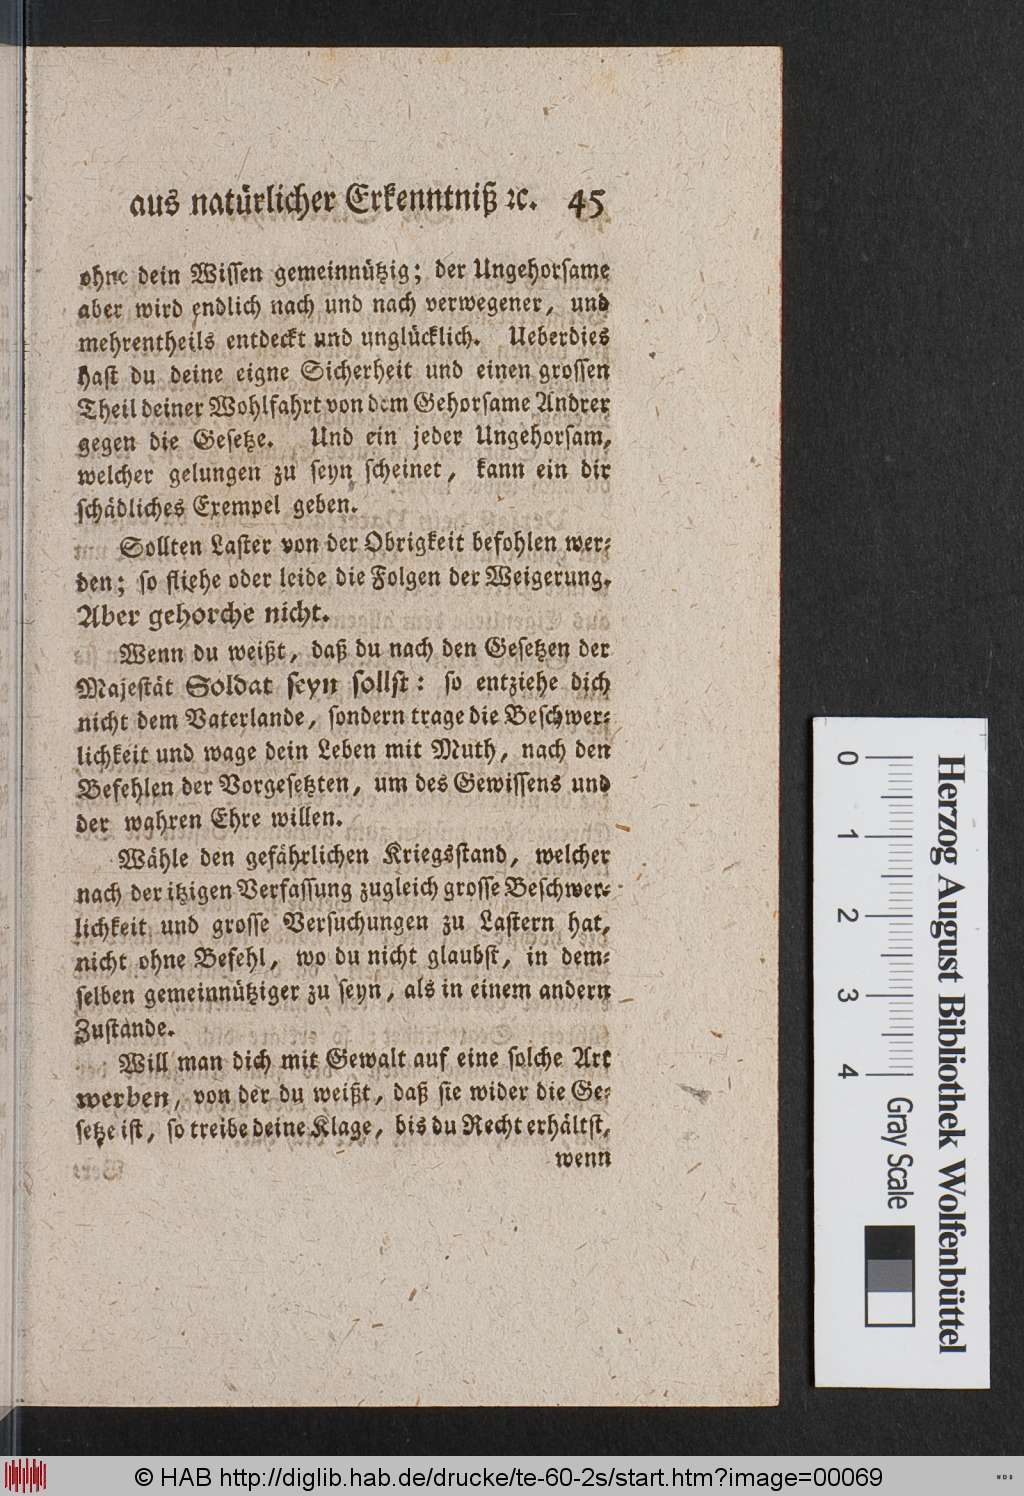 aus natürlicher Erkenntniß ꝛc. 45
ohne dein Wissen gemeinnützig; der Ungehorsame
aber wird endlich nach und nach verwegener, und
mehrentheils entdeckt und unglücklich. Ueberdies
hast du deine eigne Sicherheit und einen grossen
Theil deiner Wohlfahrt von dem Gehorsame Andrer
gegen die Gesetze. Und ein jeder Ungehorsam,
welcher gelungen zu seyn scheinet, kann ein dir
schädliches Exempel geben.
Sollten Laster von der Obrigkeit befohlen wer-
den; so fliehe oder leide die Folgen der Weigerung.
Aber gehorche nicht.
Wenn du weißt, daß du nach den Gesetzen der
Majestät Soldat seyn sollst: so entziehe dich
nicht dem Vaterlande, sondern trage die Beschwer-
lichkeit und wage dein Leben mit Muth, nach den
Befehlen der Vorgesetzten, um des Gewissens und
der wahren Ehre willen.
Wähle den gefährlichen Kriegsstand, welcher
nach der itzigen Verfassung zugleich grosse Beschwer-
lichkeit und grosse Versuchungen zu Lastern hat,
nicht ohne Befehl, wo du nicht glaubst, in dem-
selben gemeinnütziger zu seyn, als in einem andern
Zustande.
Will man dich mit Gewalt auf eine solche Art
werben, von der du weißt, daß sie wider die Ge-
setze ist, so treibe deine Klage, bis du Recht erhältst,
wenn
0 1 2 3 4
Gray Scale
Herzog August Bibliothek Wolfenbüttel
© HAB http://diglib.hab.de/drucke/te-60-2s/start.htm?image=00069